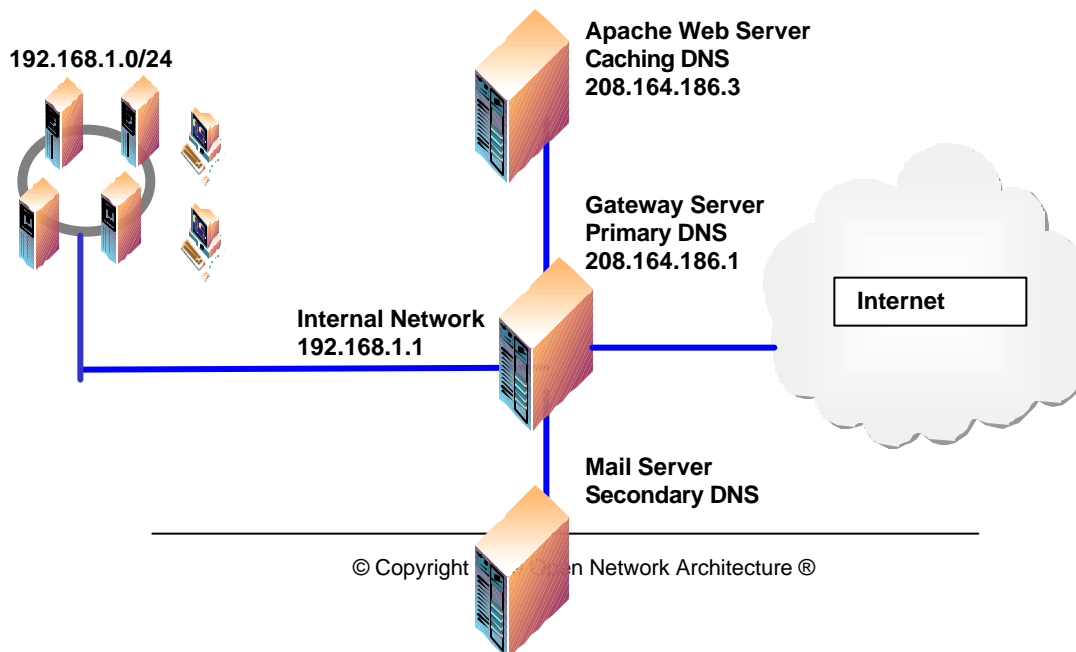 192.168.1.0/24
Apache Web Server
Caching DNS
208.164.186.3
Gateway Server
Primary DNS
208.164.186.1
Internet
Internal Network
192.168.1.1
Mail Server
Secondary DNS
© Copyright Open Network Architecture ®